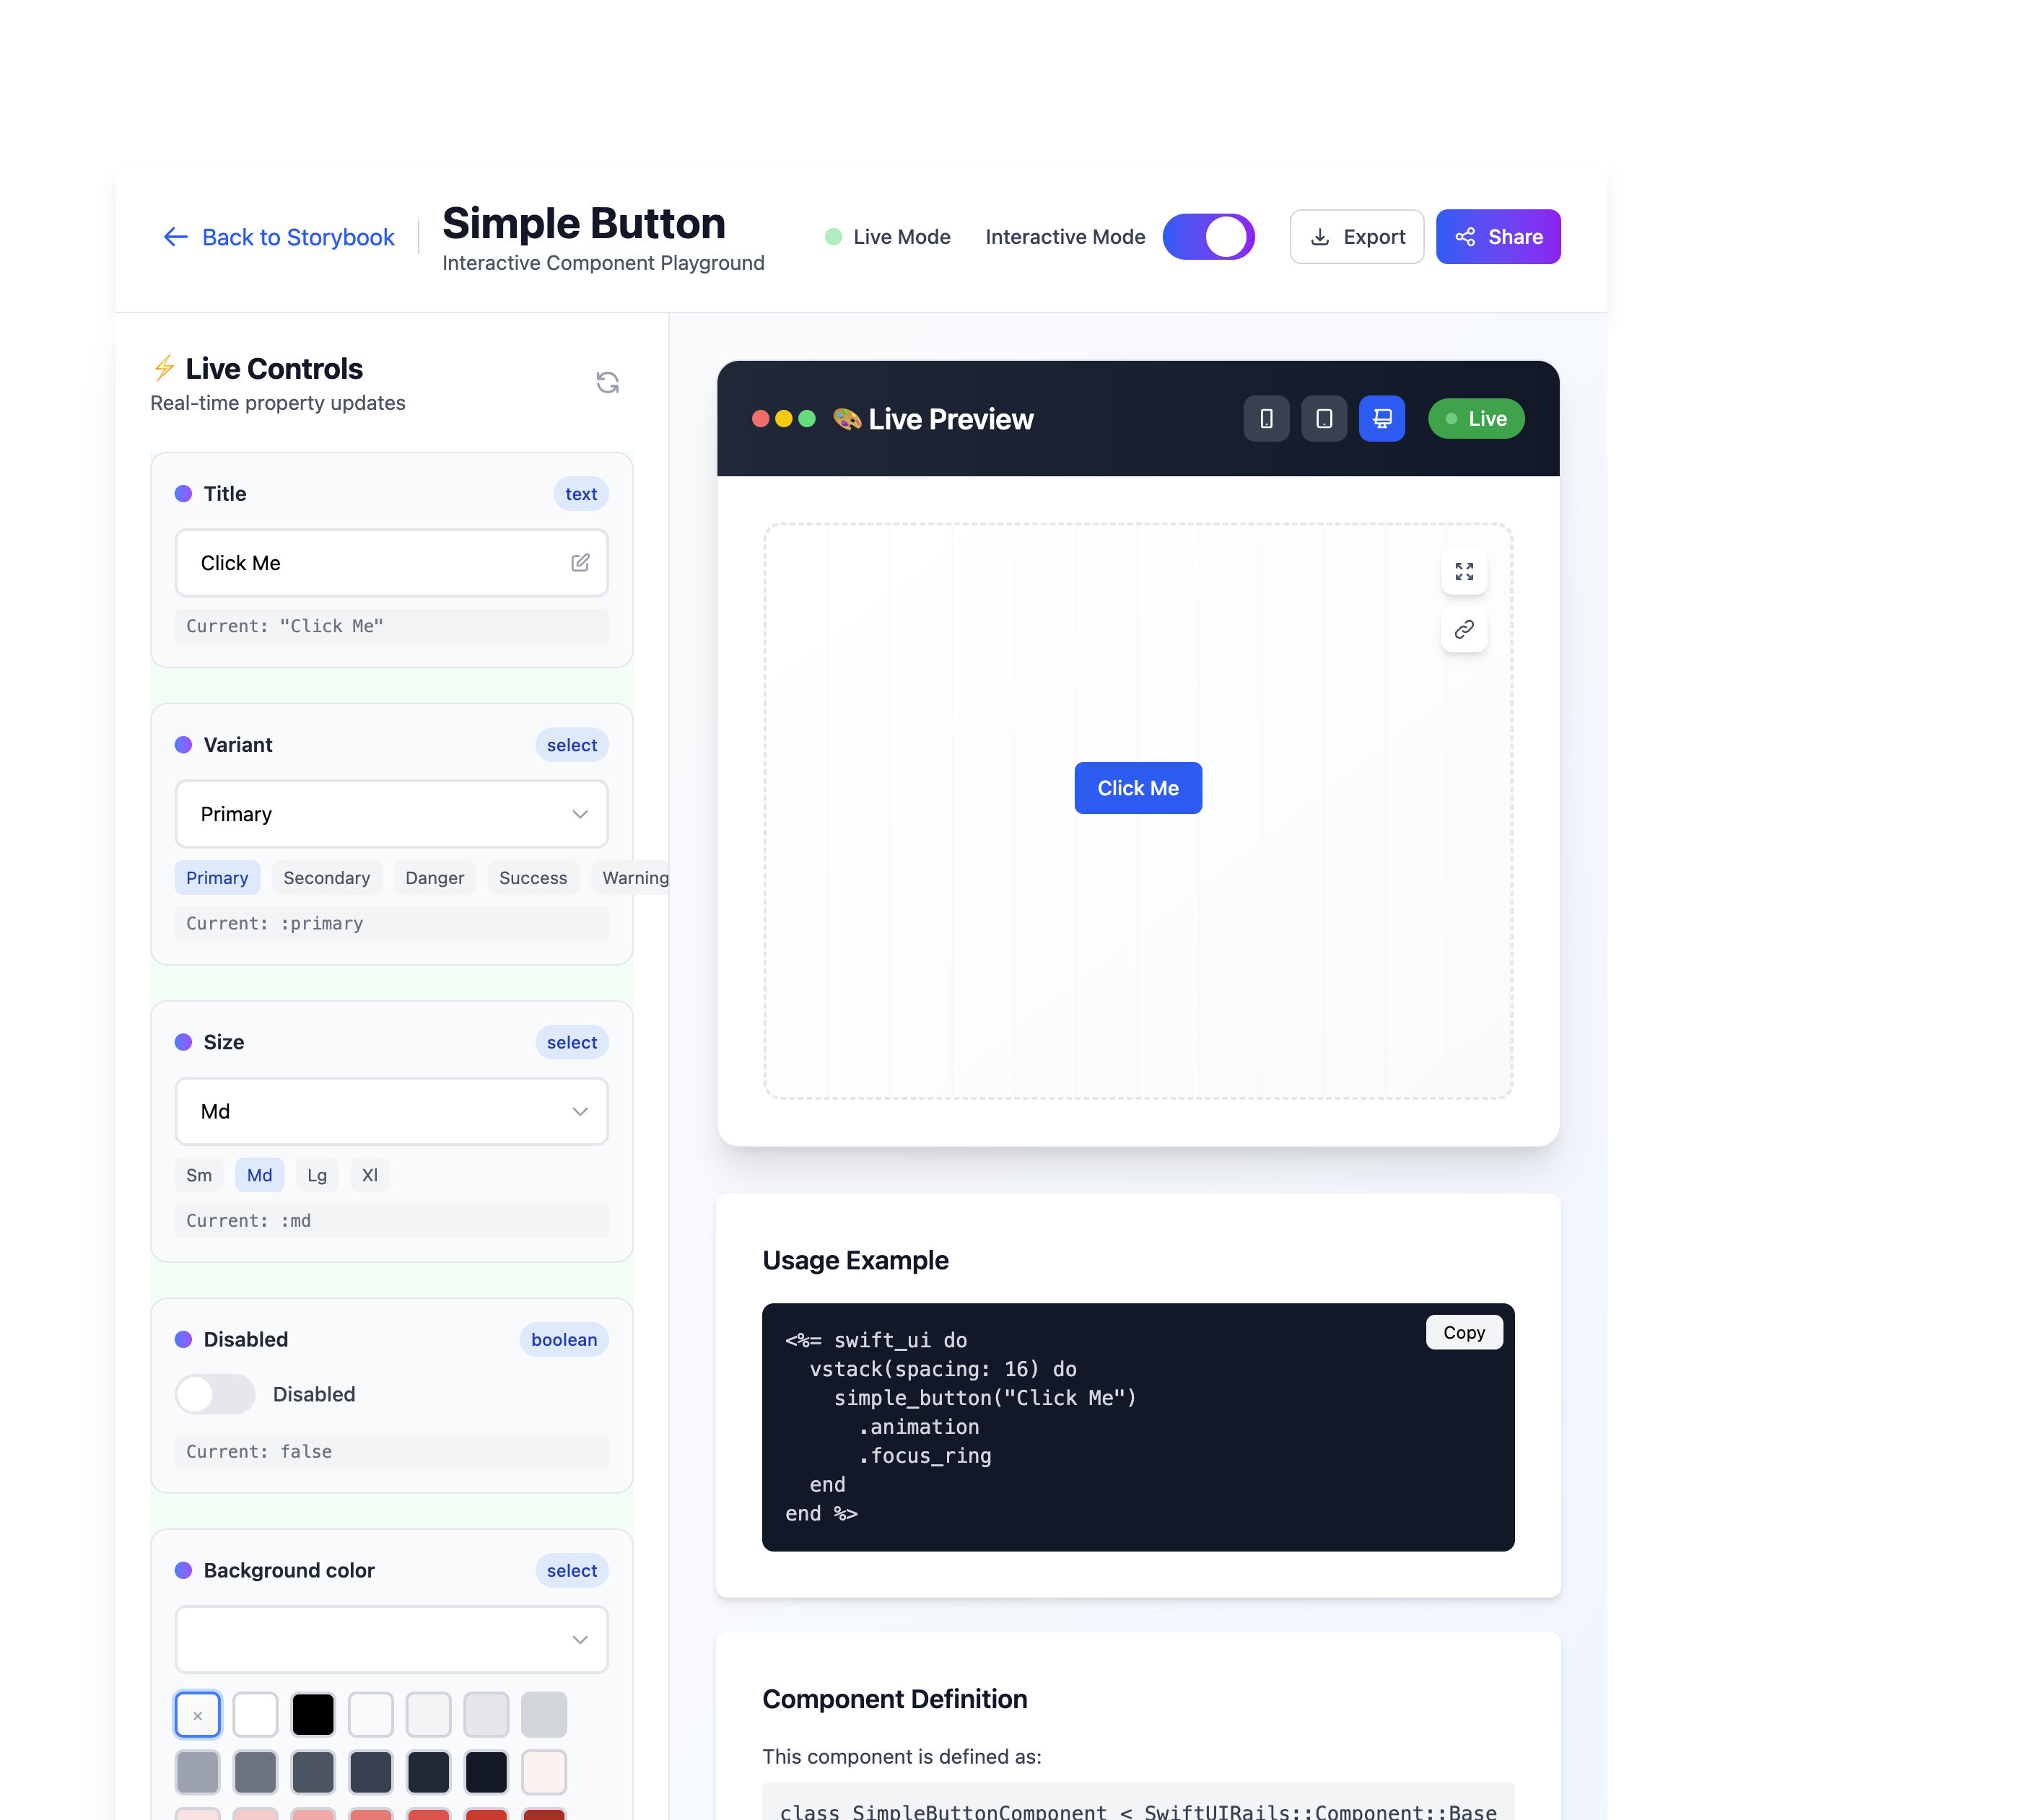 Back to Storybook
Simple Button
Interactive Component Playground
Live Mode
Interactive Mode
Export
Share
⚡ Live Controls
Real-time property updates
Title
text
Click Me
Current: "Click Me"
Variant
select
Primary
Primary Secondary Danger Success Warning
Current: :primary
Size
select
Md
Sm Md Lg Xl
Current: :md
Disabled
boolean
Disabled
Current: false
Background color
select
×
🎨 Live Preview
Live
Click Me
Usage Example
Copy
<%= swift_ui do
  vstack(spacing: 16) do
    simple_button("Click Me")
      .animation
      .focus_ring
  end
end %>
Component Definition
This component is defined as:
class SimpleButtonComponent < SwiftUIRails::Component::Base